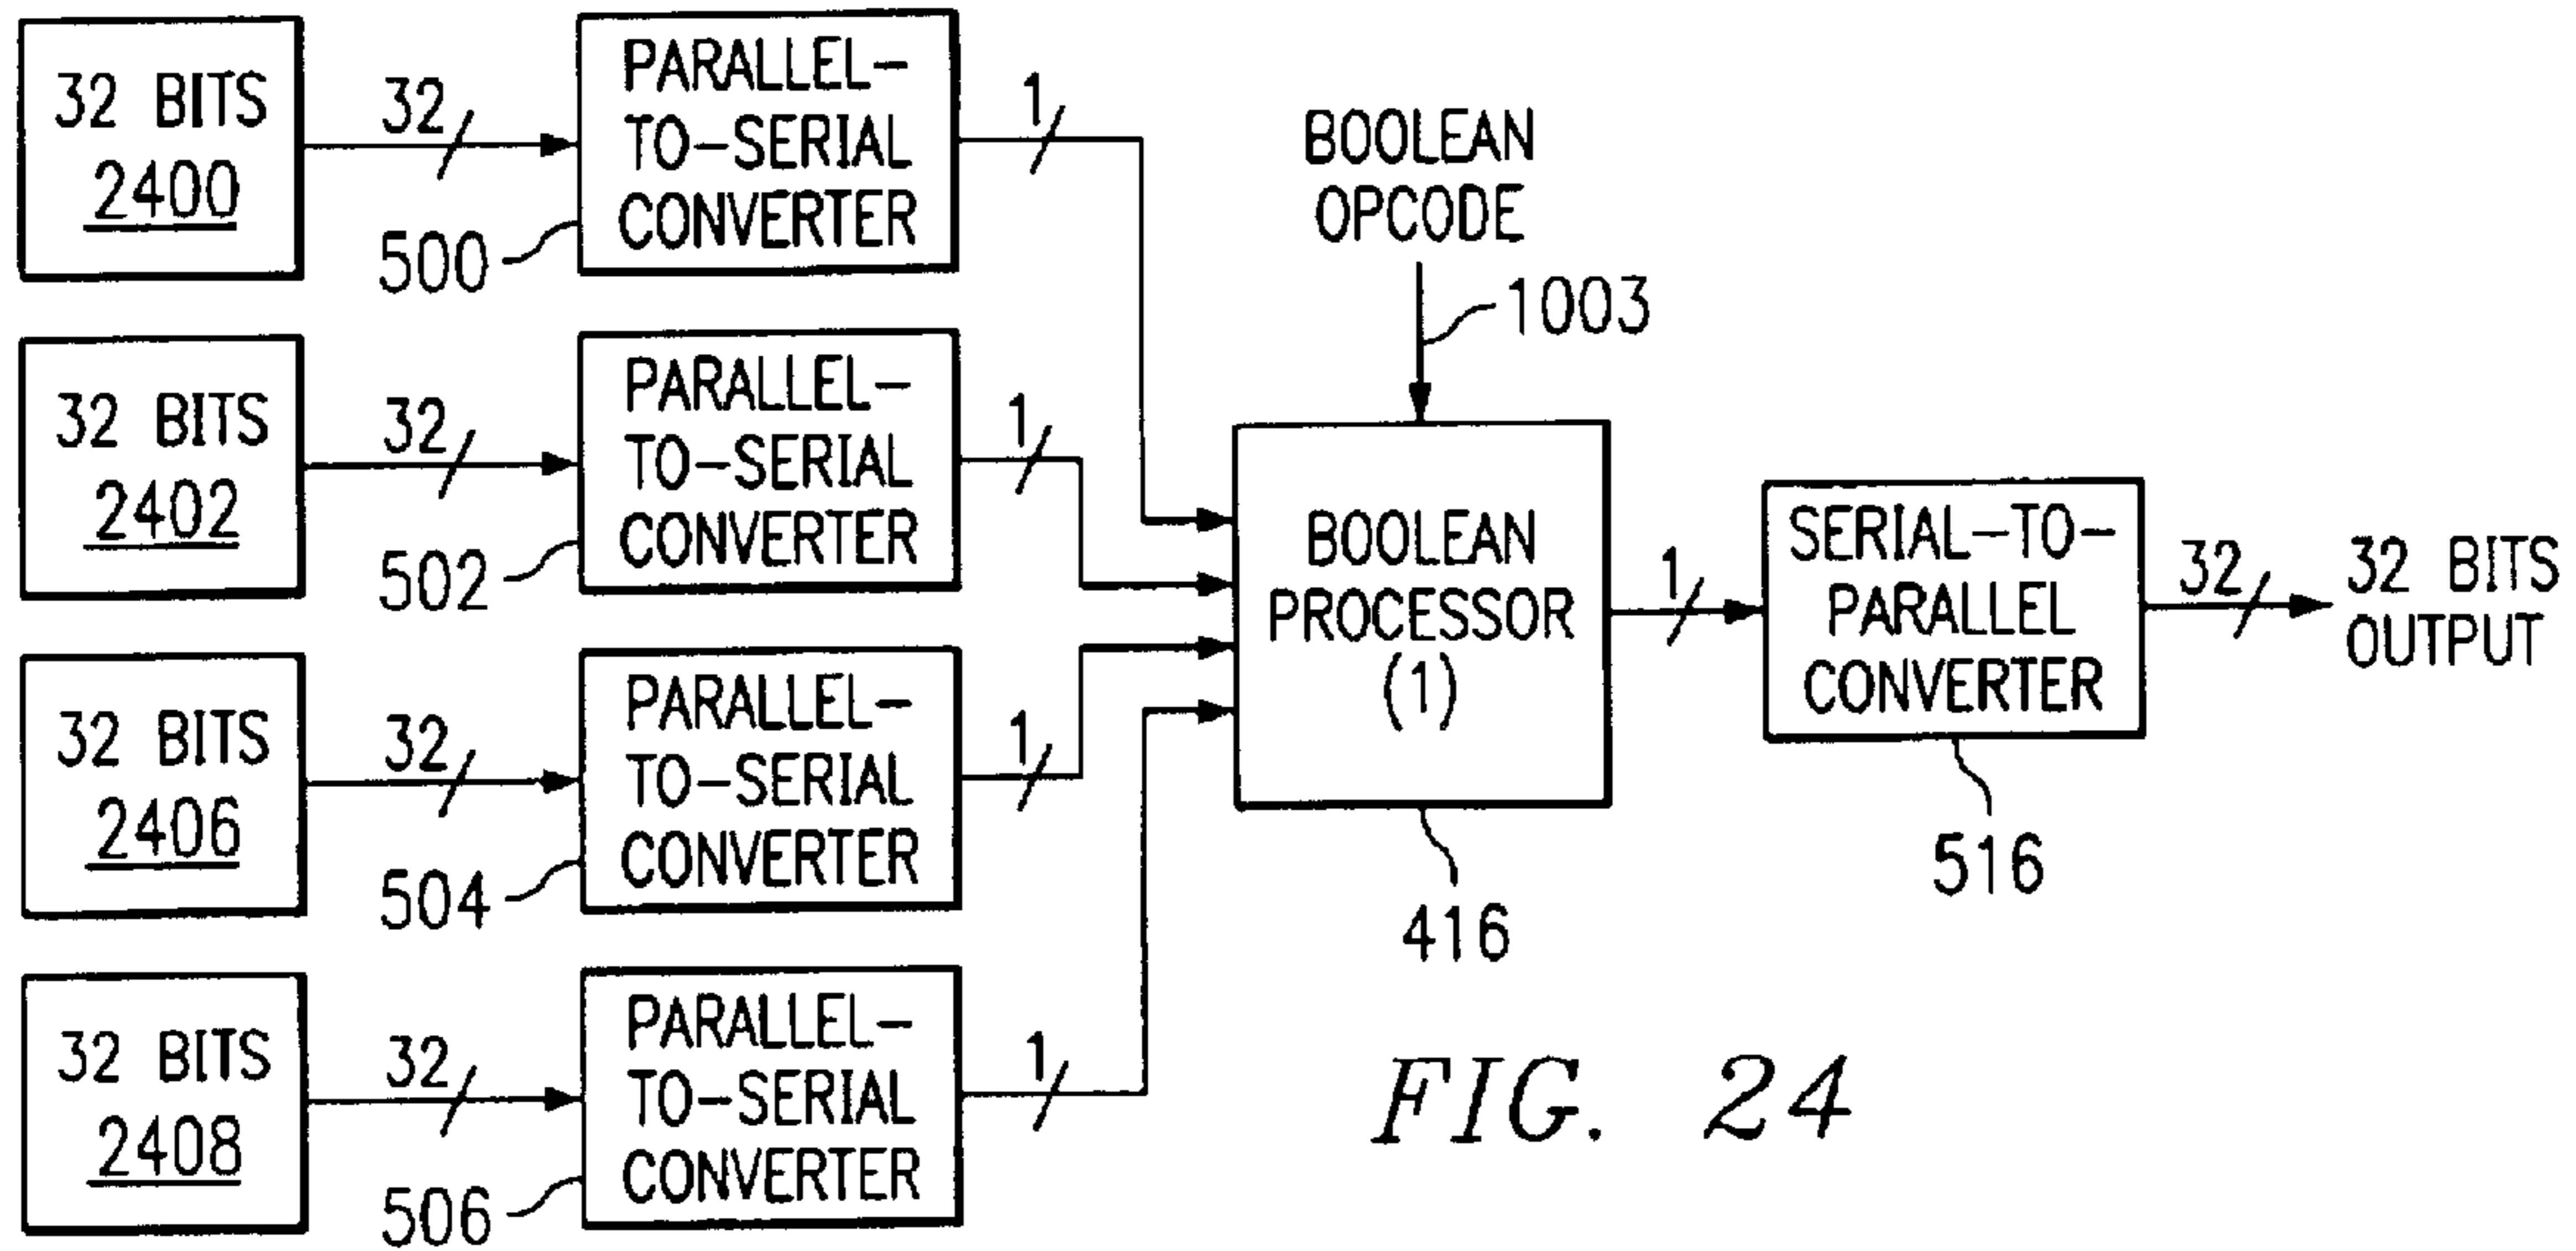 32 BITS
2400
32
PARALLEL-
TO-SERIAL
CONVERTER
500
1
32 BITS
2402
32
PARALLEL-
TO-SERIAL
CONVERTER
502
1
32 BITS
2406
32
PARALLEL-
TO-SERIAL
CONVERTER
504
1
32 BITS
2408
32
PARALLEL-
TO-SERIAL
CONVERTER
506
1
BOOLEAN
OPCODE
1003
BOOLEAN
PROCESSOR
(1)
416
1
SERIAL-TO-
PARALLEL
CONVERTER
516
32
32 BITS
OUTPUT
FIG. 24